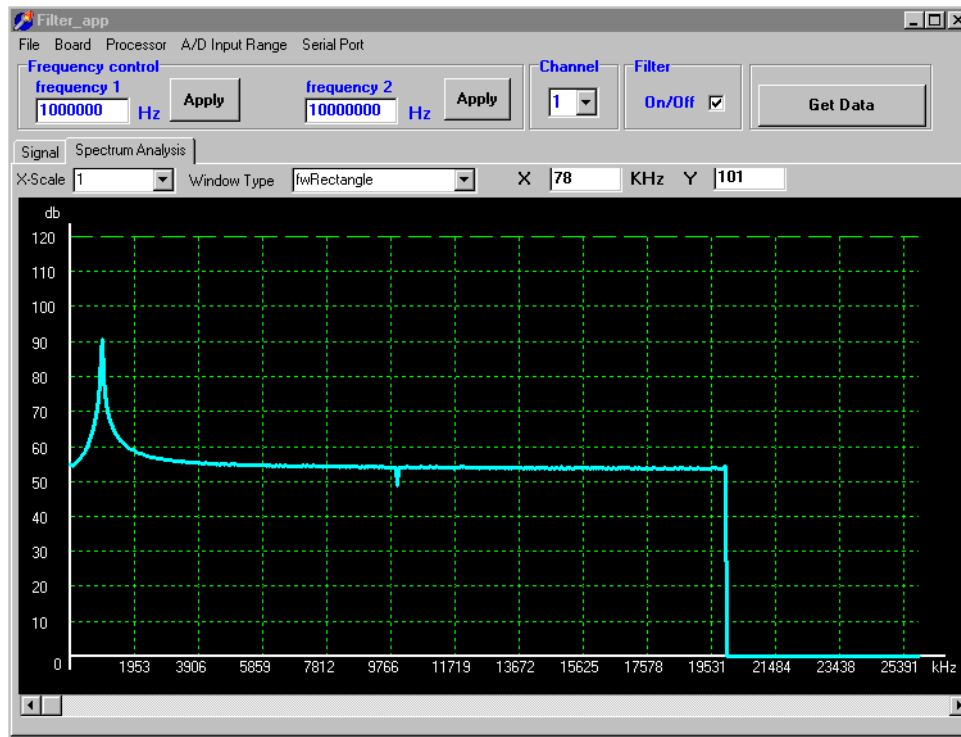 Filter_app
File Board Processor A/D Input Range Serial Port
Frequency control Channel Filter
frequency 1 frequency 2
1000000 Hz Apply 10000000 Hz Apply 1 On/Off Get Data
Signal Spectrum Analysis
X-Scale 1 Window Type fwRectangle X 78 KHz Y 101
db
120
110
100
90
80
70
60
50
40
30
20
10
0 1953 3906 5859 7812 9766 11719 13672 15625 17578 19531 21484 23438 25391 kHz